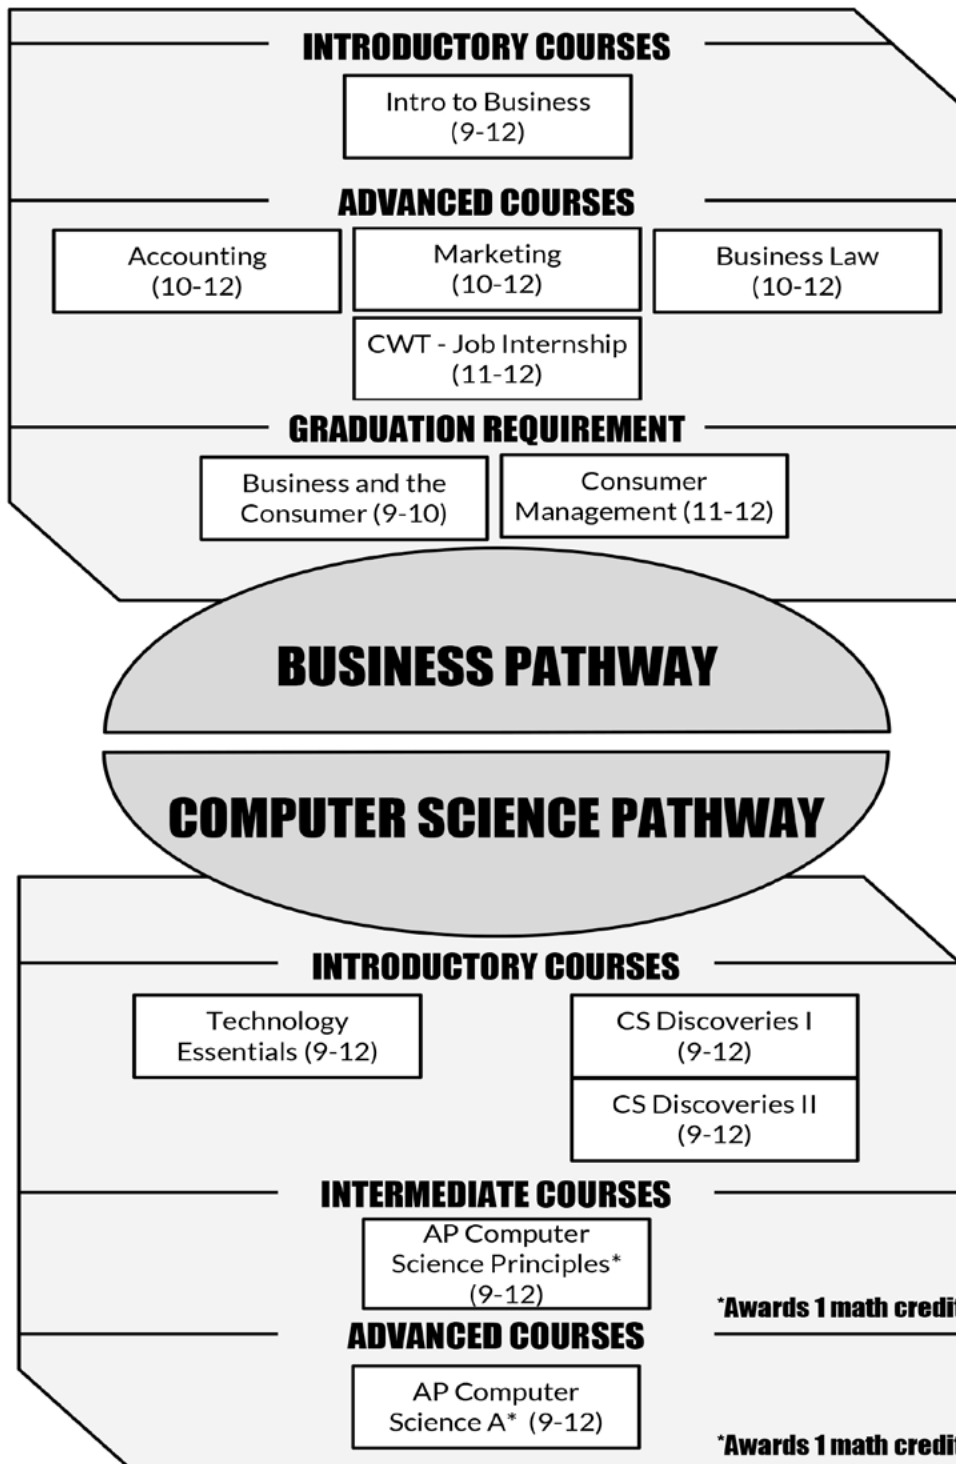 INTRODUCTORY COURSES
Intro to Business
(9-12)
ADVANCED COURSES
Accounting
(10-12)
Marketing
(10-12)
Business Law
(10-12)
CWT - Job Internship
(11-12)
GRADUATION REQUIREMENT
Business and the
Consumer (9-10)
Consumer
Management (11-12)
BUSINESS PATHWAY
COMPUTER SCIENCE PATHWAY
INTRODUCTORY COURSES
Technology
Essentials (9-12)
CS Discoveries I
(9-12)
CS Discoveries II
(9-12)
INTERMEDIATE COURSES
AP Computer
Science Principles*
(9-12)
*Awards 1 math credit
ADVANCED COURSES
AP Computer
Science A* (9-12)
*Awards 1 math credit